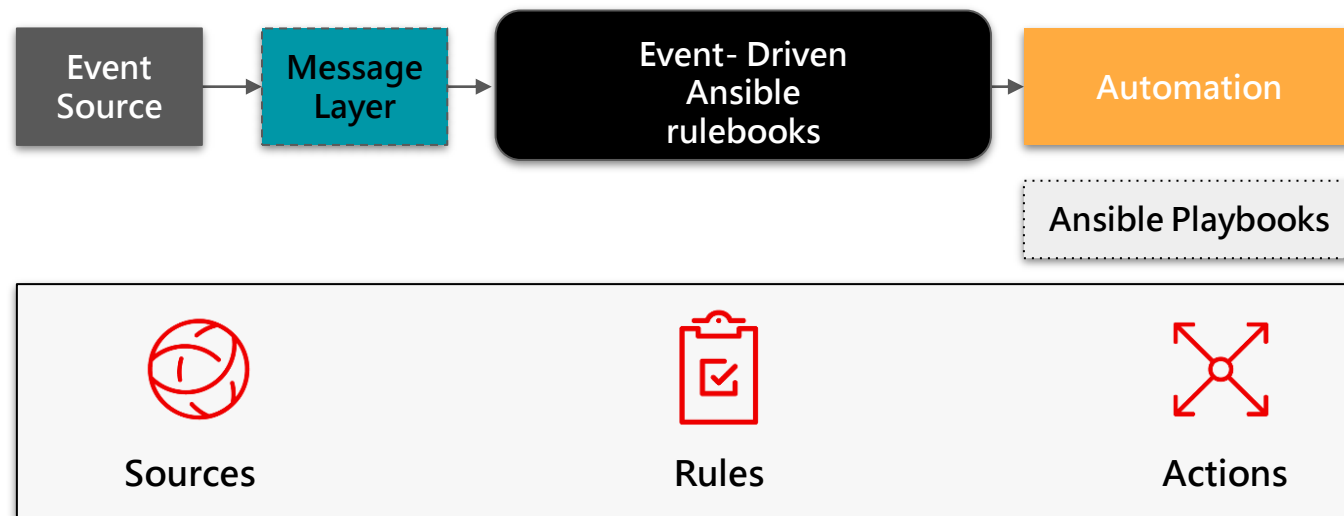 Event
Source
Message
Layer
Event- Driven
Ansible
rulebooks
Automation
Ansible Playbooks
Sources
Rules
Actions